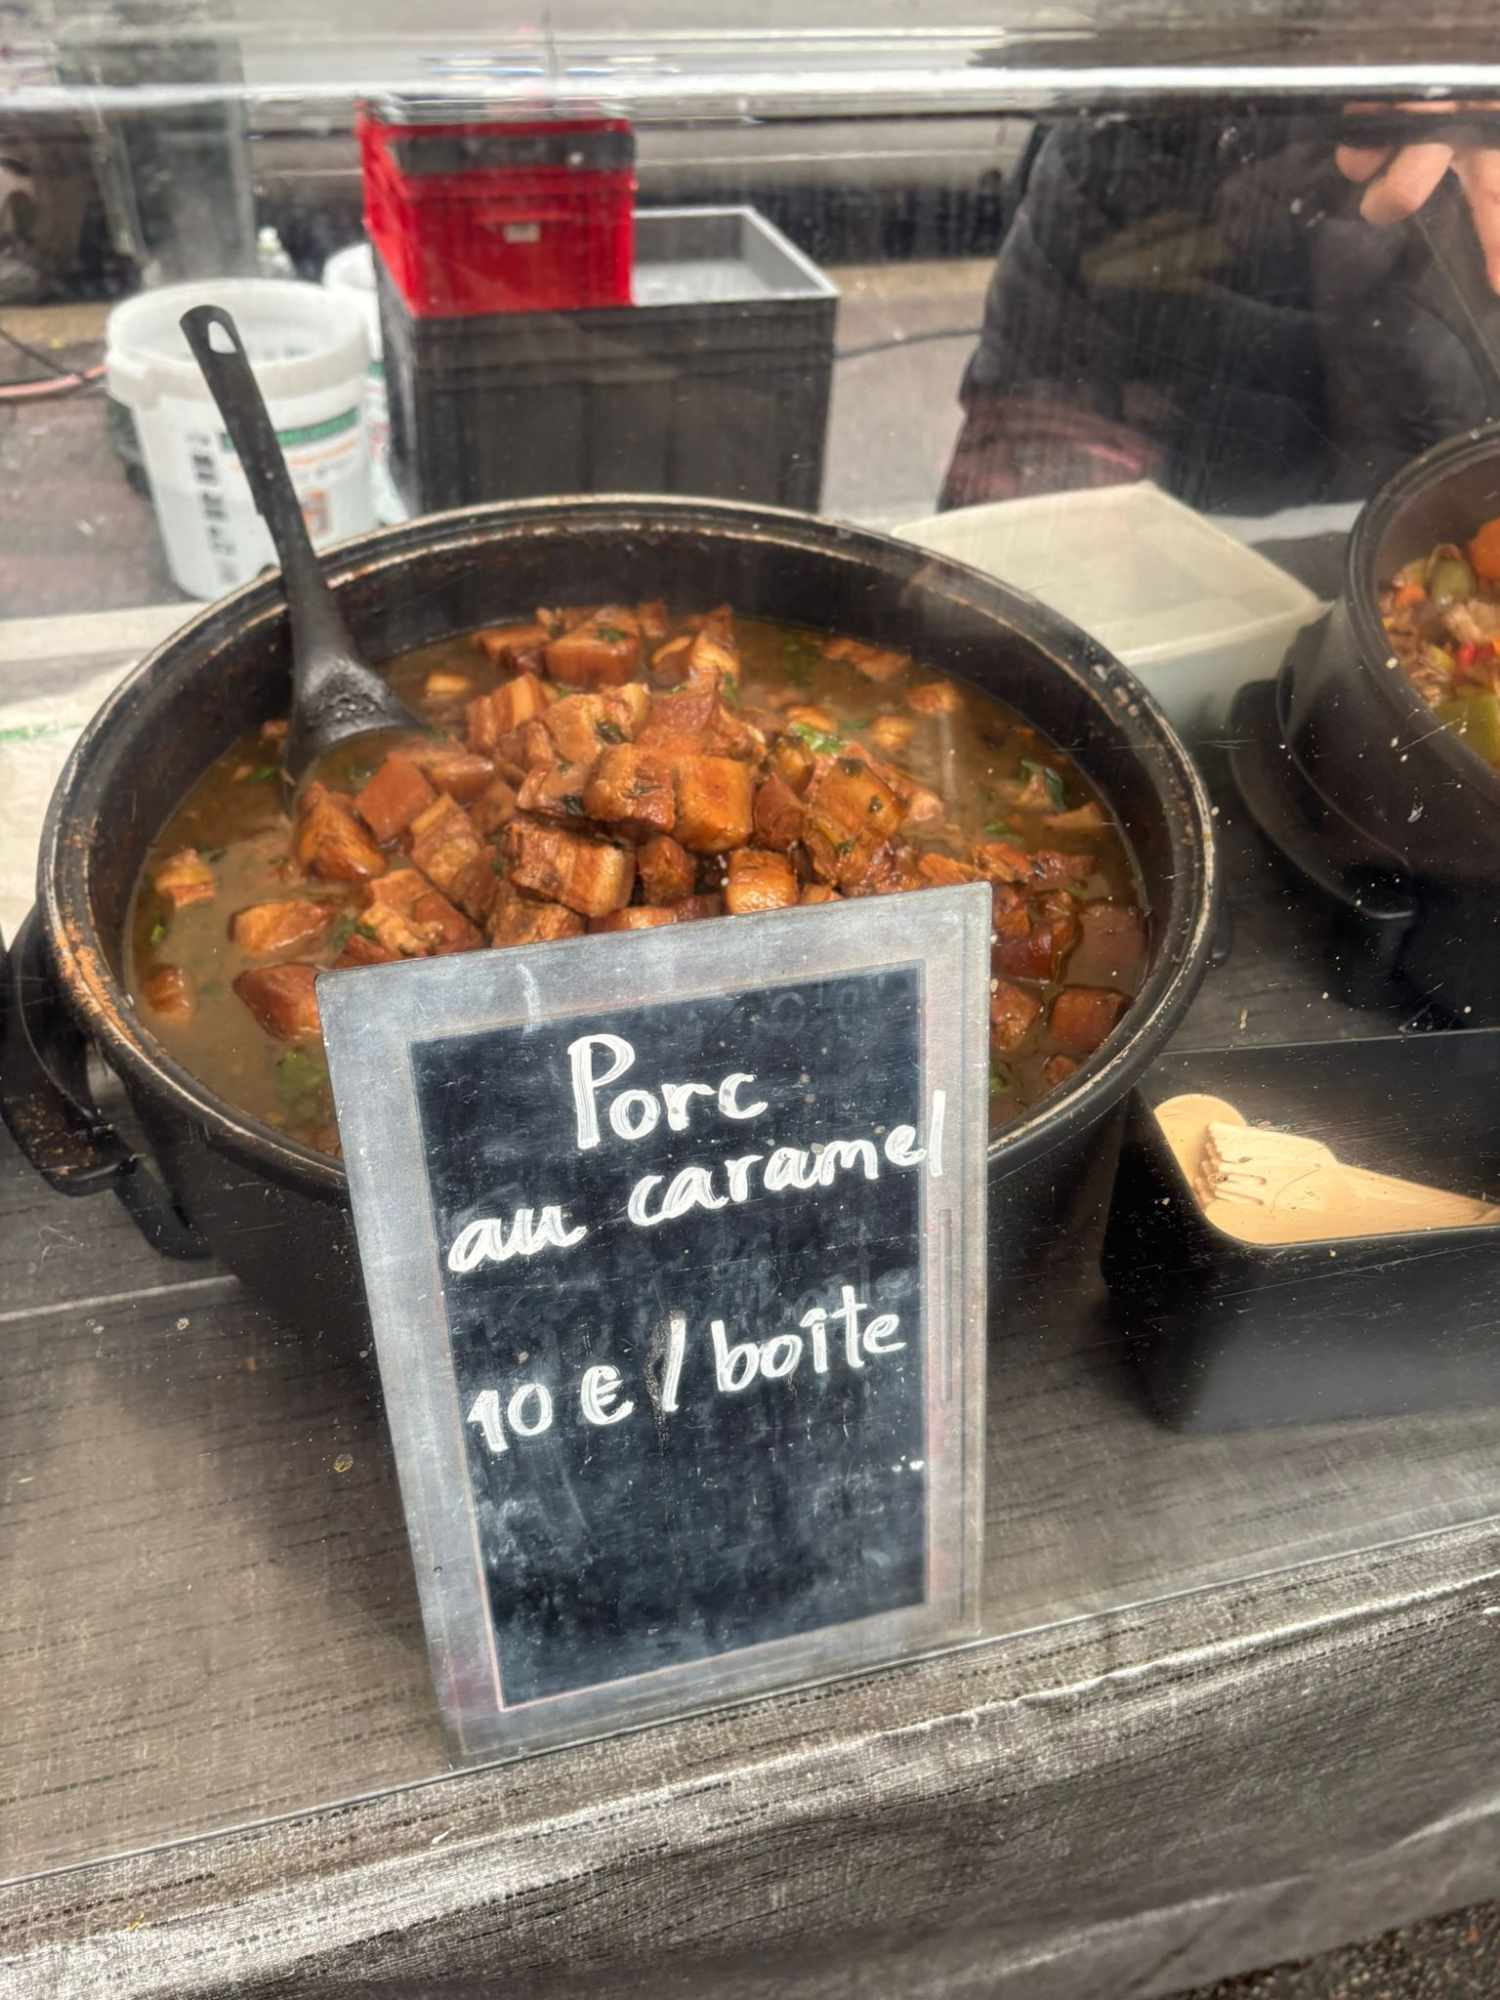 Porc
au caramel
10 € / boîte